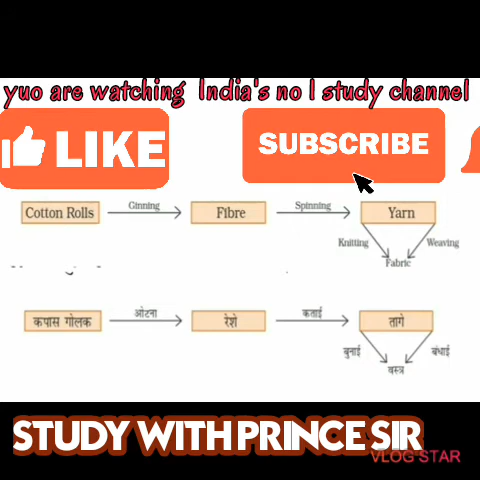 yuo are watching India's no 1 study channel
LIKE
SUBSCRIBE
Cotton Rolls Ginning Fibre Spinning Yarn
Knitting Weaving
Fabric
कपास गोलक ओटना रेशे कताई तागे
बुनाई बंधाई
वस्त्र
STUDY WITH PRINCE SIR
VLOG STAR